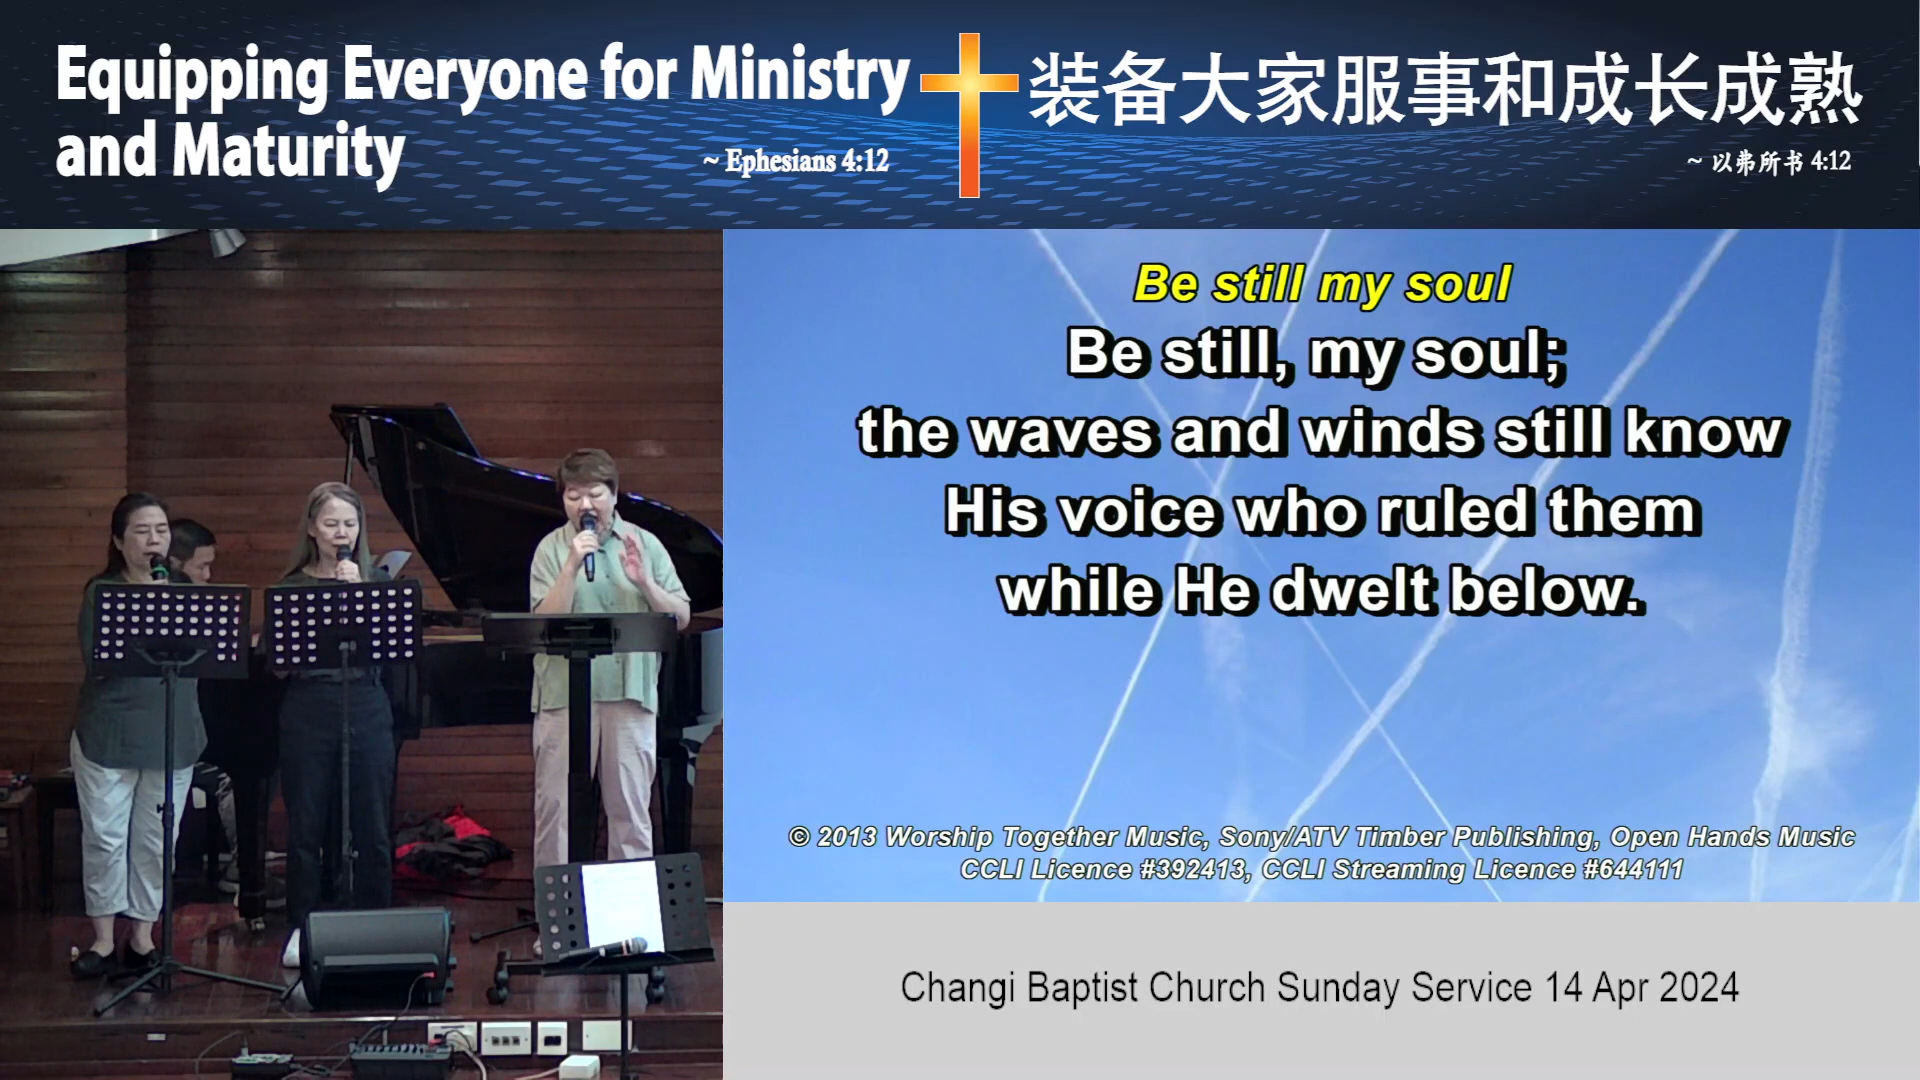 Equipping Everyone for Ministry
and Maturity
~ Ephesians 4:12
装备大家服事和成长成熟
~ 以弗所书 4:12
Be still my soul
Be still, my soul;
the waves and winds still know
His voice who ruled them
while He dwelt below.
© 2013 Worship Together Music, Sony/ATV Timber Publishing, Open Hands Music
CCLI Licence #392413, CCLI Streaming Licence #644111
Changi Baptist Church Sunday Service 14 Apr 2024